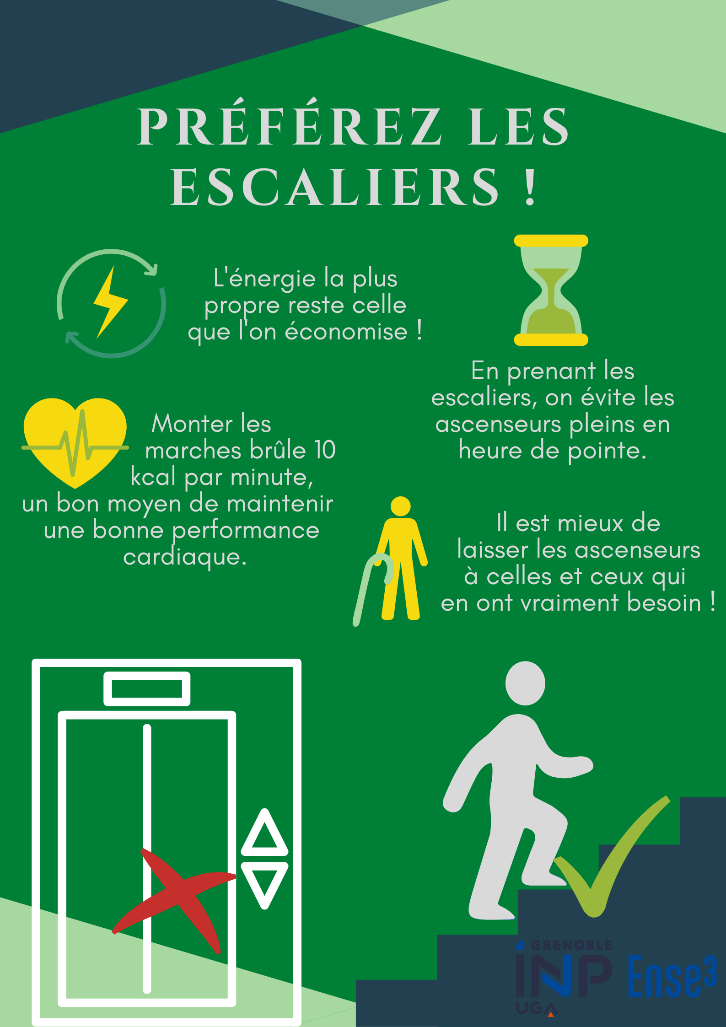 PRÉFÉREZ LES
ESCALIERS !
L'énergie la plus
propre reste celle
que l'on économise !
En prenant les
escaliers, on évite les
ascenseurs pleins en
heure de pointe.
Monter les
marches brûle 10
kcal par minute,
un bon moyen de maintenir
une bonne performance
cardiaque.
Il est mieux de
laisser les ascenseurs
à celles et ceux qui
en ont vraiment besoin !
GRENOBLE
INP Ense³
UGA